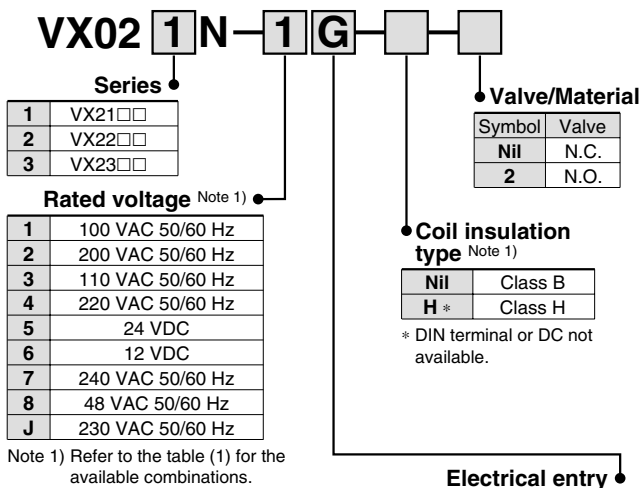 VX02 1 N－1 G－□－□
Series
1 VX21□□
2 VX22□□
3 VX23□□
Valve/Material
Symbol Valve
Nil N.C.
2 N.O.
Rated voltage Note 1)
1 100 VAC 50/60 Hz
2 200 VAC 50/60 Hz
3 110 VAC 50/60 Hz
4 220 VAC 50/60 Hz
5 24 VDC
6 12 VDC
7 240 VAC 50/60 Hz
8 48 VAC 50/60 Hz
J 230 VAC 50/60 Hz
Note 1) Refer to the table (1) for the
available combinations.
Coil insulation
type Note 1)
Nil Class B
H * Class H
* DIN terminal or DC not
available.
Electrical entry